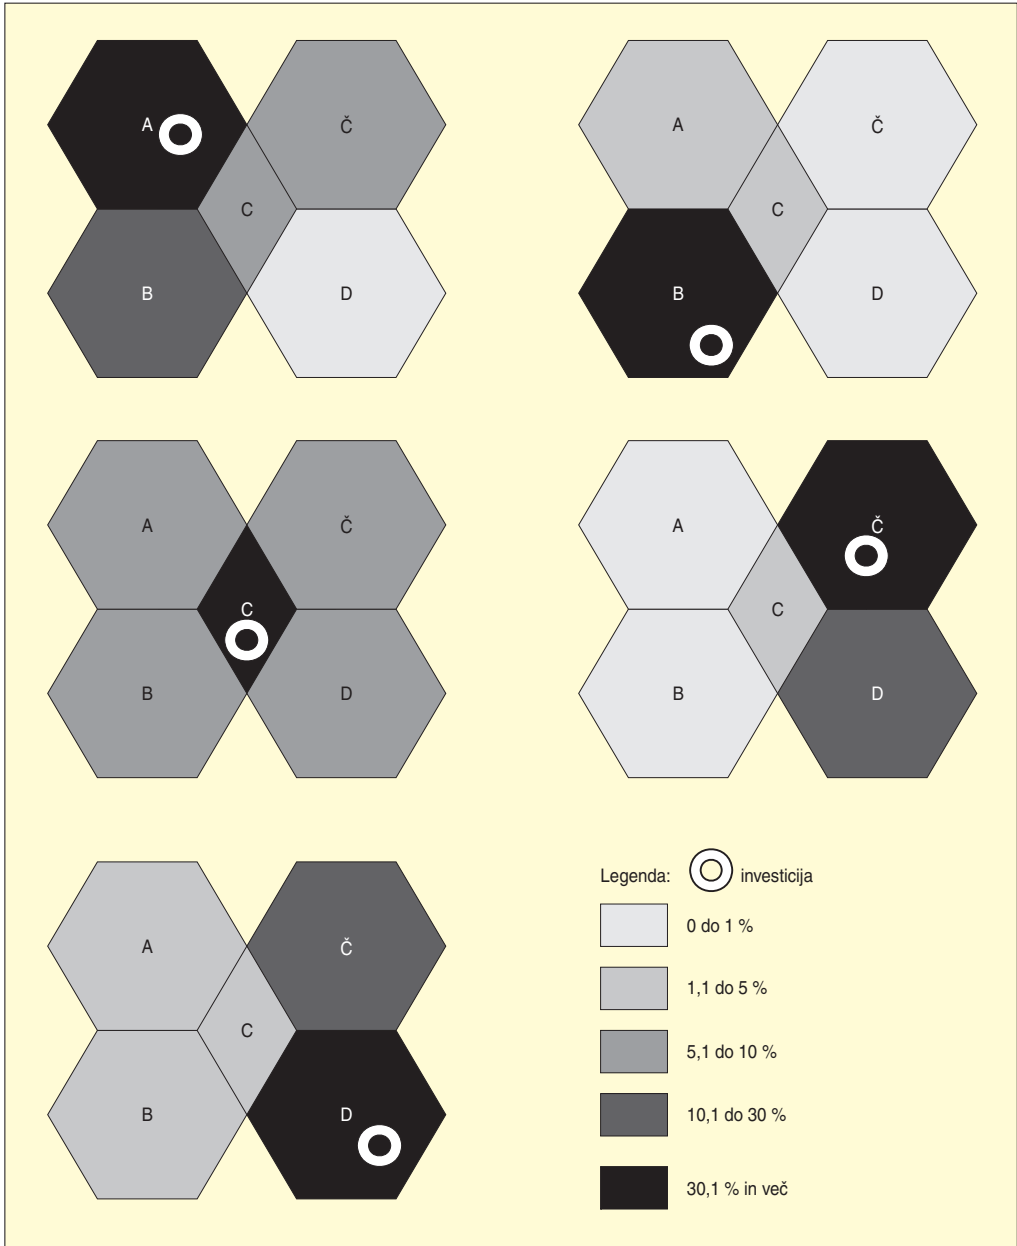 A
Č
C
B
D
A
Č
C
B
D
A
Č
C
B
D
A
Č
C
B
D
A
Č
C
B
D
Legenda: investicija
0 do 1 %
1,1 do 5 %
5,1 do 10 %
10,1 do 30 %
30,1 % in več